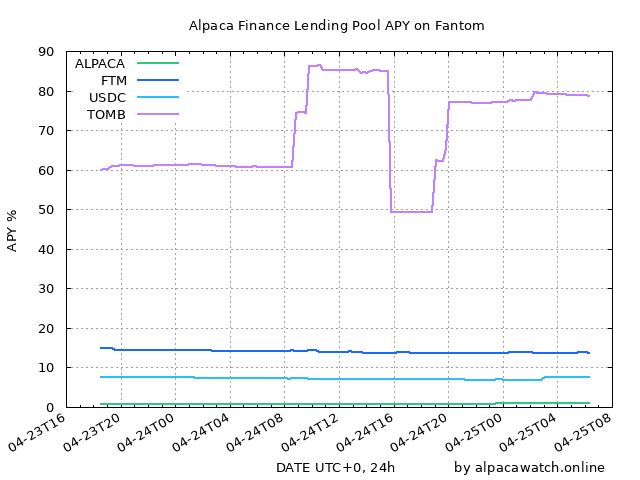 Alpaca Finance Lending Pool APY on Fantom
90
80
70
60
50
40
30
20
10
0
APY %
ALPACA
FTM
USDC
TOMB
04-23T16
04-23T20
04-24T00
04-24T04
04-24T08
04-24T12
04-24T16
04-24T20
04-25T00
04-25T04
04-25T08
DATE UTC+0, 24h
by alpacawatch.online